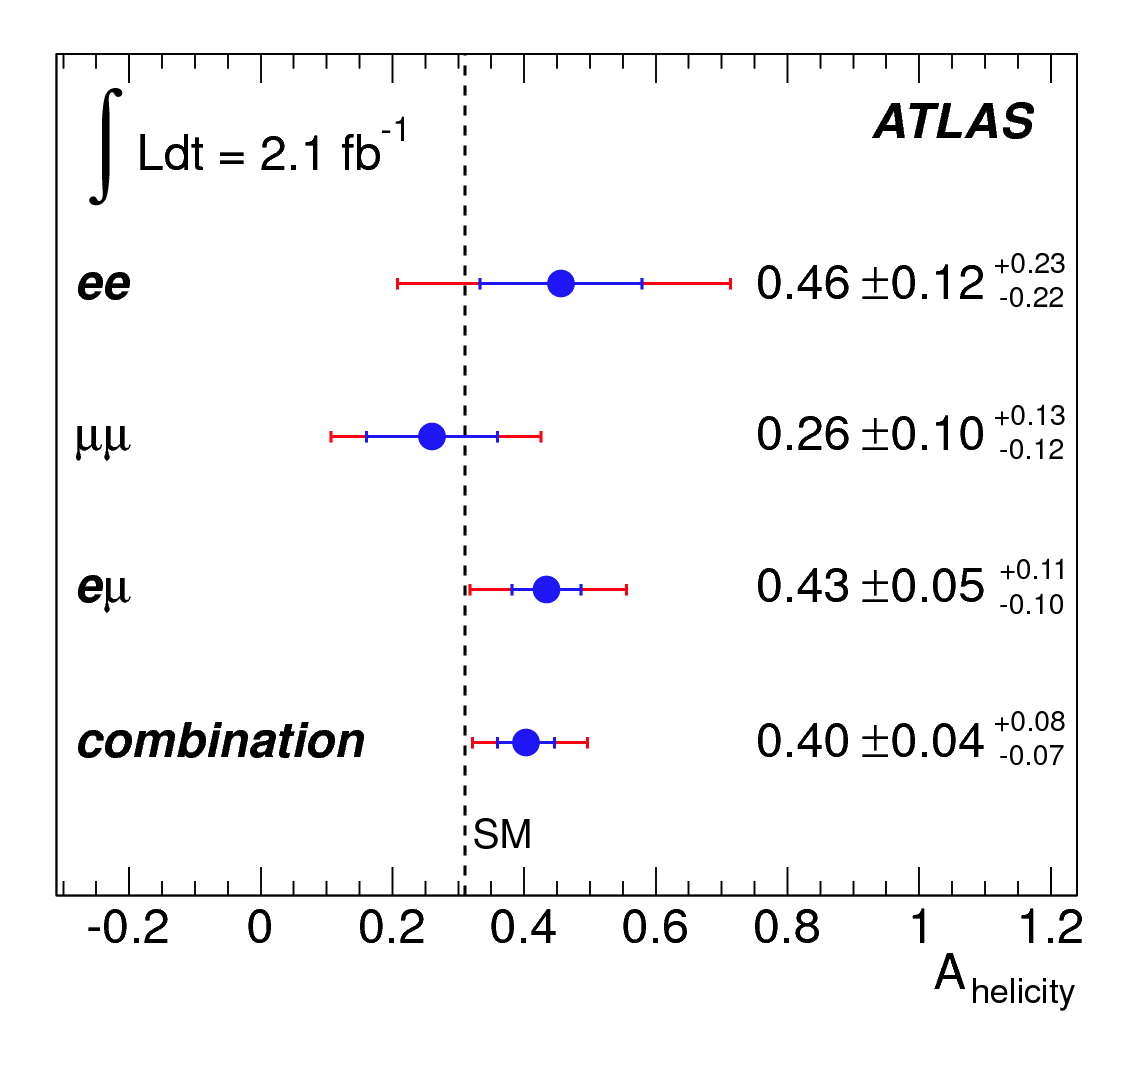 ∫ Ldt = 2.1 fb⁻¹
ATLAS
ee 0.46 ±0.12 +0.23 -0.22
μμ 0.26 ±0.10 +0.13 -0.12
eμ 0.43 ±0.05 +0.11 -0.10
combination 0.40 ±0.04 +0.08 -0.07
SM
-0.2 0 0.2 0.4 0.6 0.8 1 1.2
A helicity